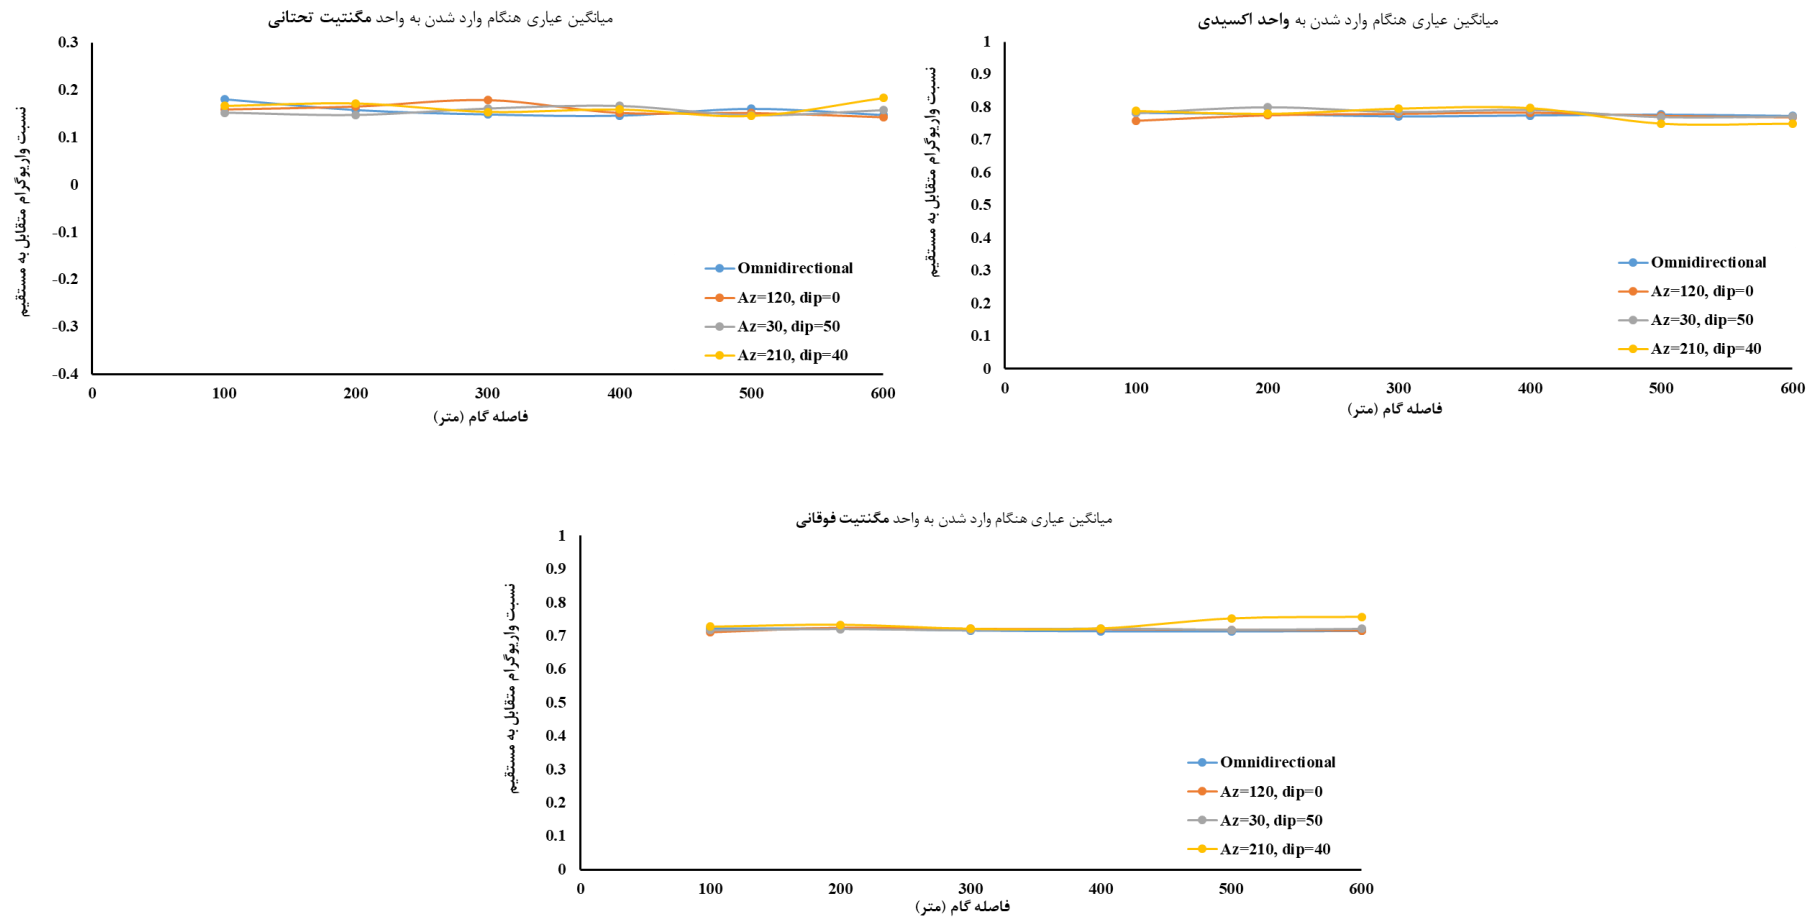 میانگین عیاری هنگام وارد شدن به واحد مگنتیت تحتانی
نسبت واریوگرام متقابل به مستقیم
0.3
0.2
0.1
0
-0.1
-0.2
-0.3
-0.4
0
100
200
300
400
500
600
فاصله گام (متر)
Omnidirectional
Az=120, dip=0
Az=30, dip=50
Az=210, dip=40
میانگین عیاری هنگام وارد شدن به واحد اکسیدی
نسبت واریوگرام متقابل به مستقیم
1
0.9
0.8
0.7
0.6
0.5
0.4
0.3
0.2
0.1
0
0
100
200
300
400
500
600
فاصله گام (متر)
Omnidirectional
Az=120, dip=0
Az=30, dip=50
Az=210, dip=40
میانگین عیاری هنگام وارد شدن به واحد مگنتیت فوقانی
نسبت واریوگرام متقابل به مستقیم
1
0.9
0.8
0.7
0.6
0.5
0.4
0.3
0.2
0.1
0
0
100
200
300
400
500
600
فاصله گام (متر)
Omnidirectional
Az=120, dip=0
Az=30, dip=50
Az=210, dip=40